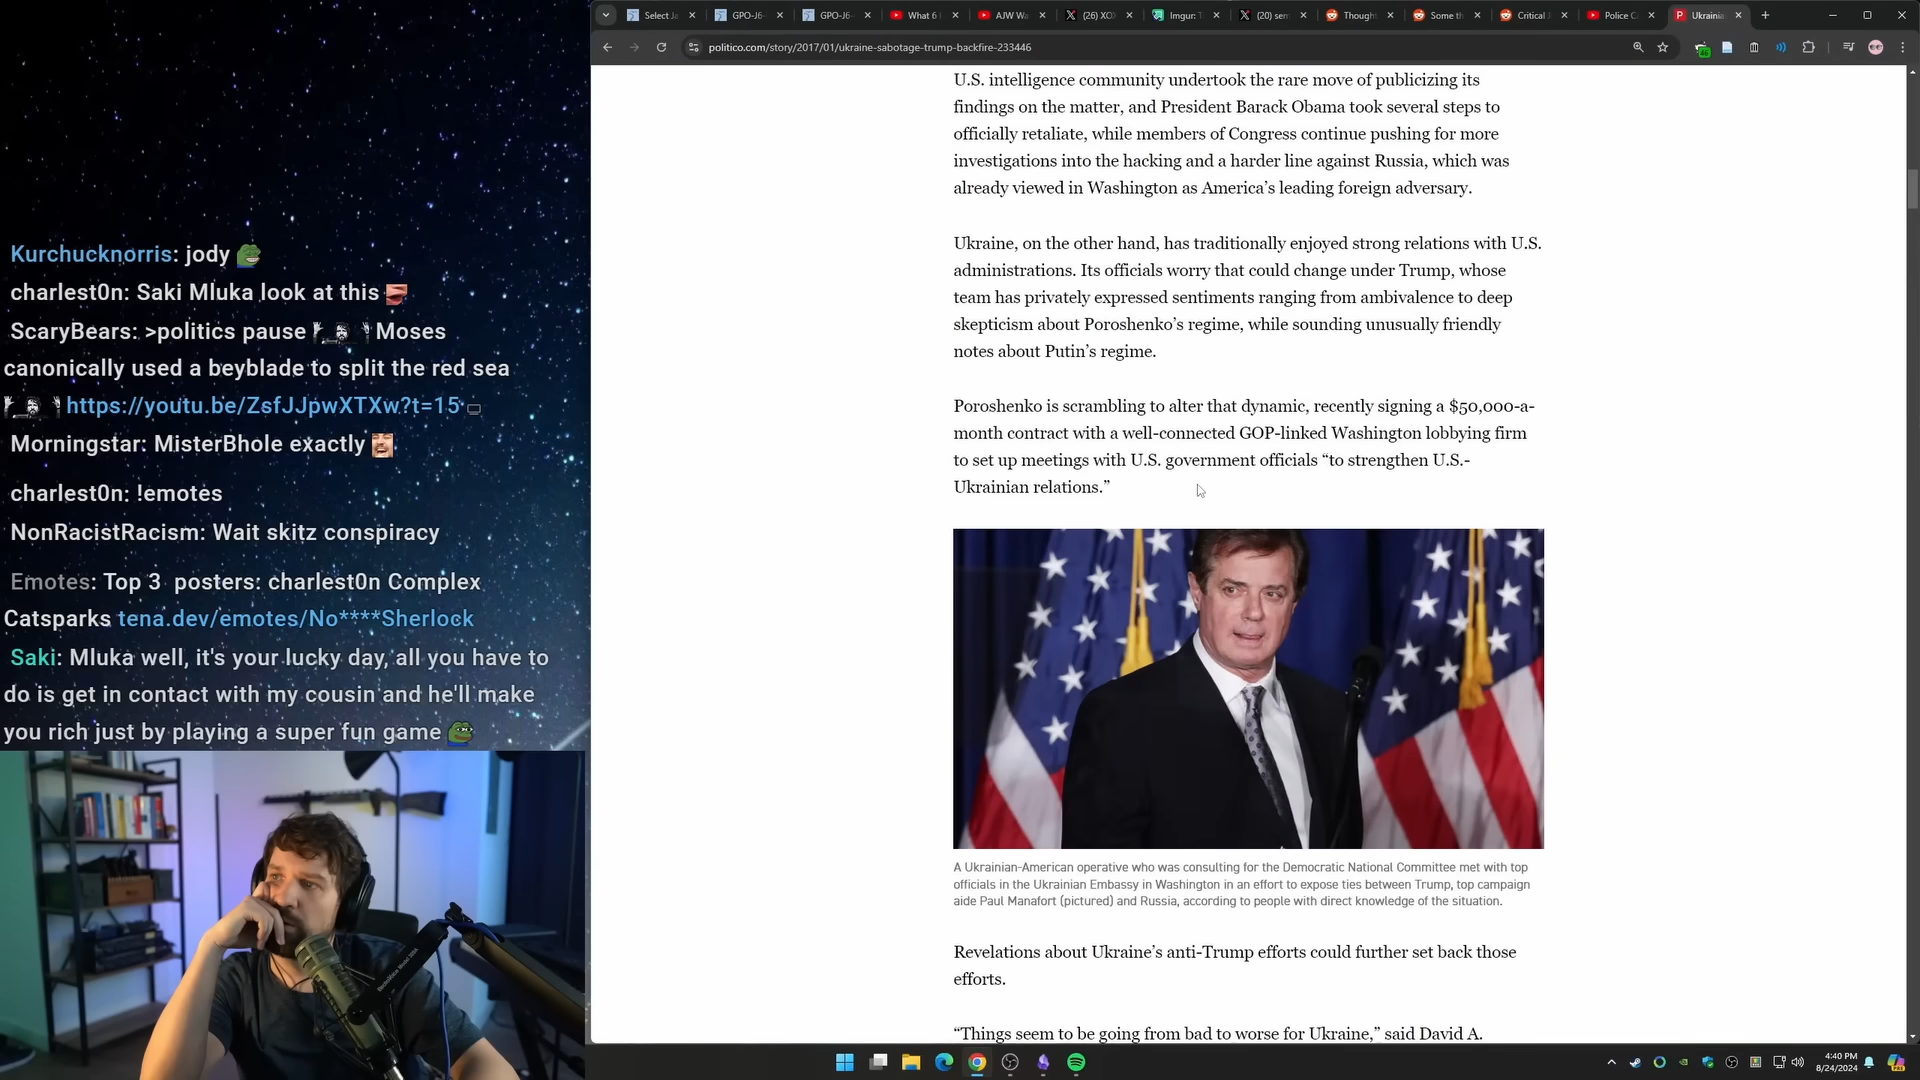 Select Ja
GPO-J6-
GPO-J6-
What 6 I
AJW Wa
(26) XO
Imgur: T
(20) sen
Thought
Some th
Critical J
Police C
Ukrainia
politico.com/story/2017/01/ukraine-sabotage-trump-backfire-233446
Kurchucknorris: jody
charlest0n: Saki Mluka look at this
ScaryBears: >politics pause Moses
canonically used a beyblade to split the red sea
https://youtu.be/ZsfJJpwXTXw?t=15
Morningstar: MisterBhole exactly
charlest0n: !emotes
NonRacistRacism: Wait skitz conspiracy
Emotes: Top 3 posters: charlest0n Complex
Catsparks tena.dev/emotes/No****Sherlock
Saki: Mluka well, it's your lucky day, all you have to
do is get in contact with my cousin and he'll make
you rich just by playing a super fun game
U.S. intelligence community undertook the rare move of publicizing its
findings on the matter, and President Barack Obama took several steps to
officially retaliate, while members of Congress continue pushing for more
investigations into the hacking and a harder line against Russia, which was
already viewed in Washington as America’s leading foreign adversary.
Ukraine, on the other hand, has traditionally enjoyed strong relations with U.S.
administrations. Its officials worry that could change under Trump, whose
team has privately expressed sentiments ranging from ambivalence to deep
skepticism about Poroshenko’s regime, while sounding unusually friendly
notes about Putin’s regime.
Poroshenko is scrambling to alter that dynamic, recently signing a $50,000-a-
month contract with a well-connected GOP-linked Washington lobbying firm
to set up meetings with U.S. government officials “to strengthen U.S.-
Ukrainian relations.”
A Ukrainian-American operative who was consulting for the Democratic National Committee met with top
officials in the Ukrainian Embassy in Washington in an effort to expose ties between Trump, top campaign
aide Paul Manafort (pictured) and Russia, according to people with direct knowledge of the situation.
Revelations about Ukraine’s anti-Trump efforts could further set back those
efforts.
“Things seem to be going from bad to worse for Ukraine,” said David A.
4:40 PM
8/24/2024